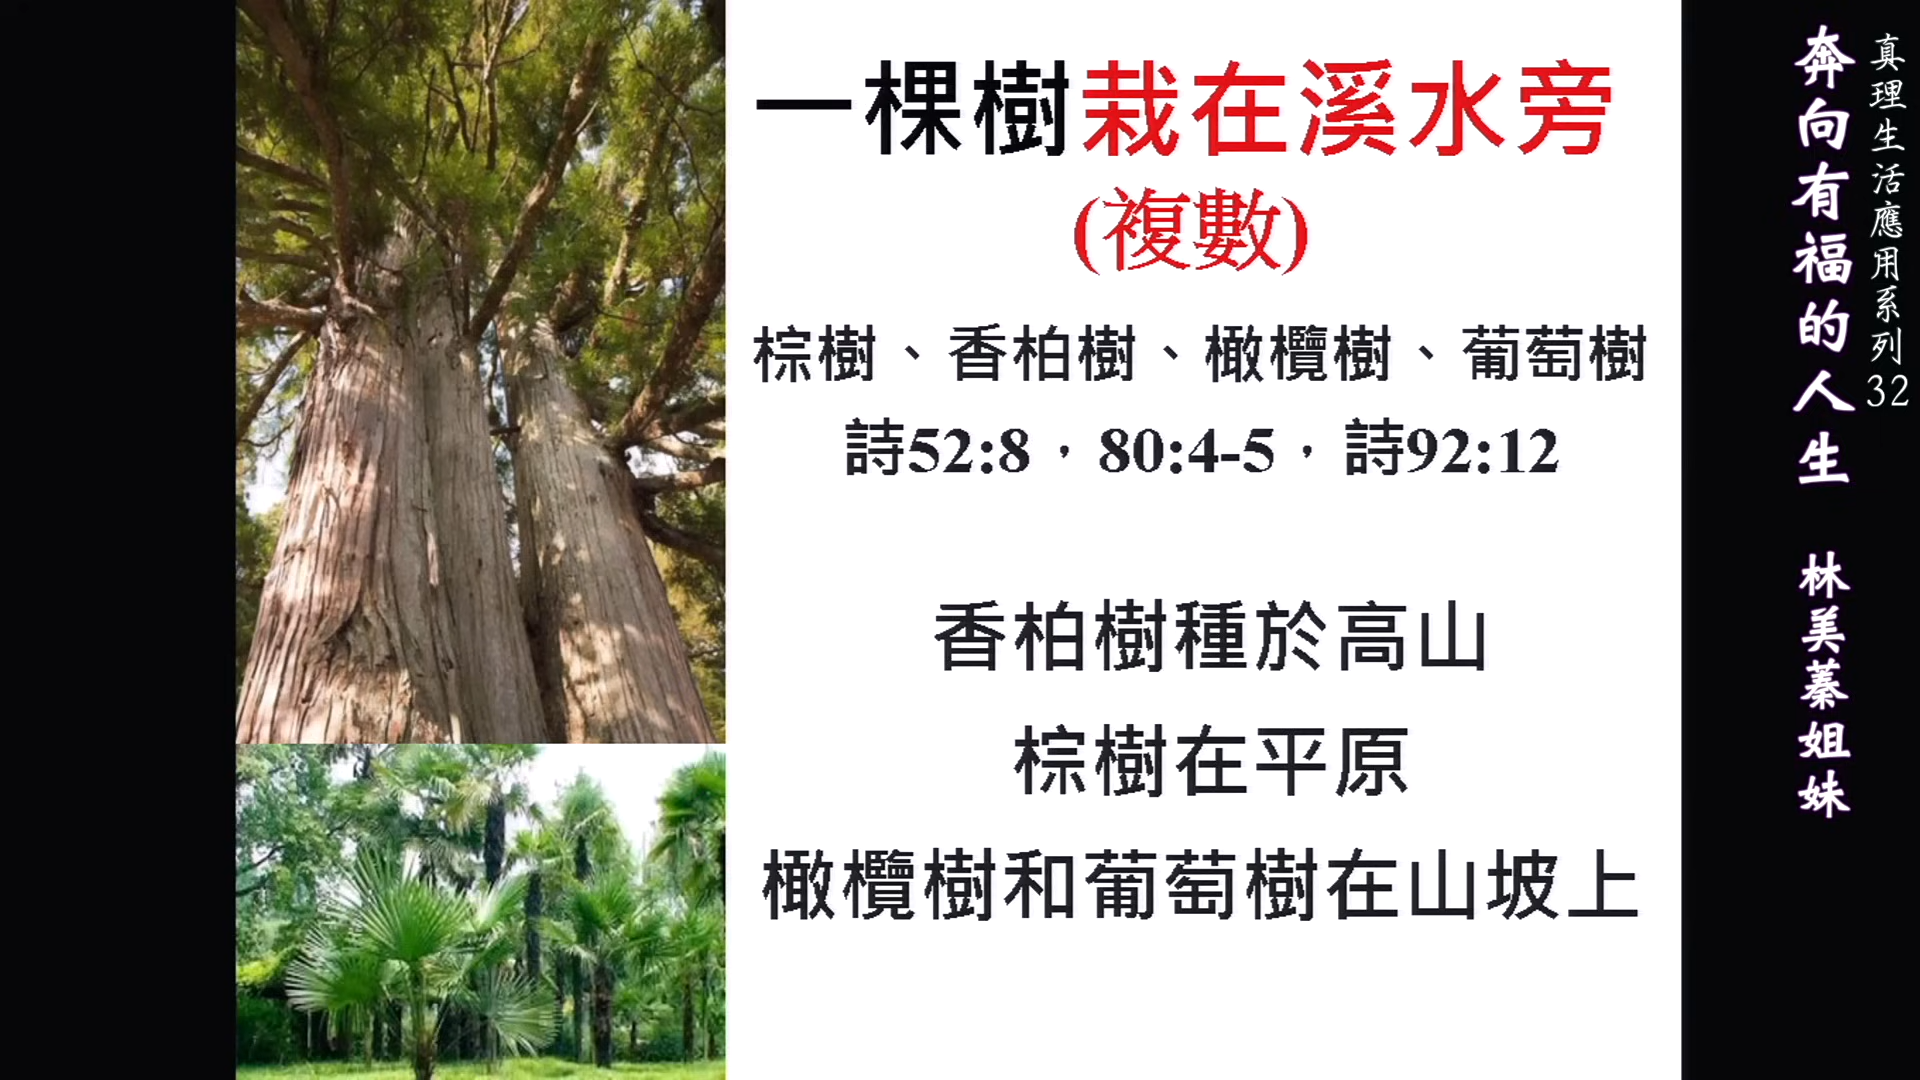 一棵樹栽在溪水旁
(複數)
棕樹、香柏樹、橄欖樹、葡萄樹
詩52:8，80:4-5，詩92:12
香柏樹種於高山
棕樹在平原
橄欖樹和葡萄樹在山坡上
真理生活應用系列32
奔向有福的人生 林美蓁姐妹